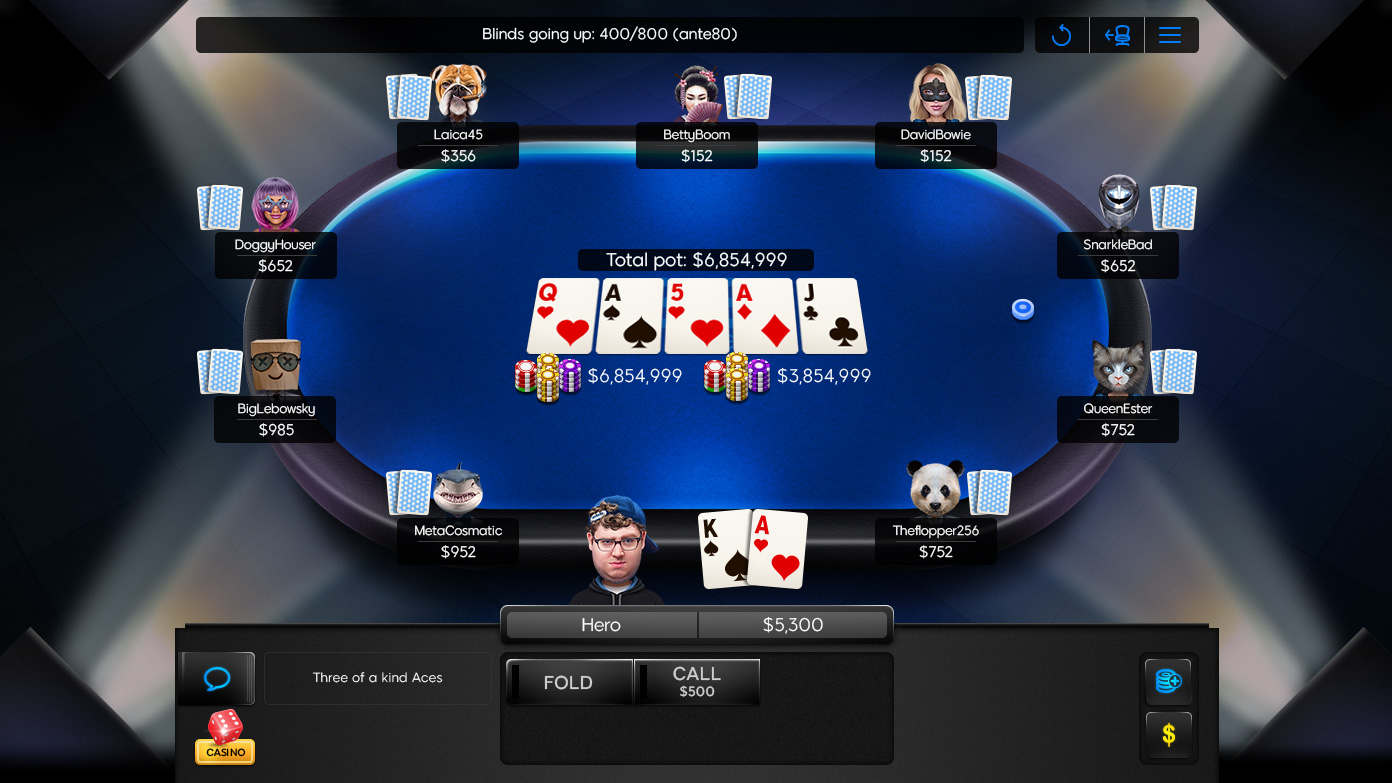 Blinds going up: 400/800 (ante80)
Laica45
$356
BettyBoom
$152
DavidBowie
$152
DoggyHouser
$652
SnarkleBad
$652
Total pot: $6,854,999
Q A 5 A J
$6,854,999 $3,854,999
BigLebowsky
$985
QueenEster
$752
MetaCosmatic
$952
K A
Theflopper256
$752
Hero $5,300
Three of a kind Aces
FOLD
CALL
$500
$
CASINO